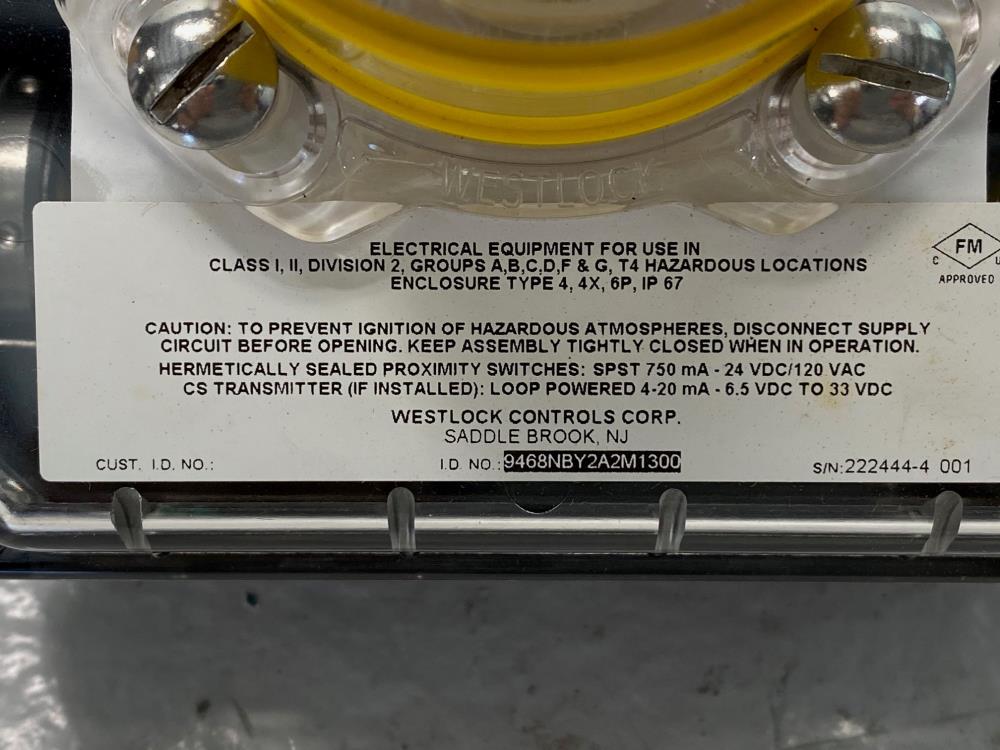 WESTLOCK
ELECTRICAL EQUIPMENT FOR USE IN
CLASS I, II, DIVISION 2, GROUPS A,B,C,D,F & G, T4 HAZARDOUS LOCATIONS
ENCLOSURE TYPE 4, 4X, 6P, IP 67
C FM U
APPROVED
CAUTION: TO PREVENT IGNITION OF HAZARDOUS ATMOSPHERES, DISCONNECT SUPPLY
CIRCUIT BEFORE OPENING. KEEP ASSEMBLY TIGHTLY CLOSED WHEN IN OPERATION.
HERMETICALLY SEALED PROXIMITY SWITCHES: SPST 750 mA - 24 VDC/120 VAC
CS TRANSMITTER (IF INSTALLED): LOOP POWERED 4-20 mA - 6.5 VDC TO 33 VDC
WESTLOCK CONTROLS CORP.
SADDLE BROOK, NJ
CUST. I.D. NO.: I.D. NO.: 9468NBY2A2M1300 S/N: 222444-4 001